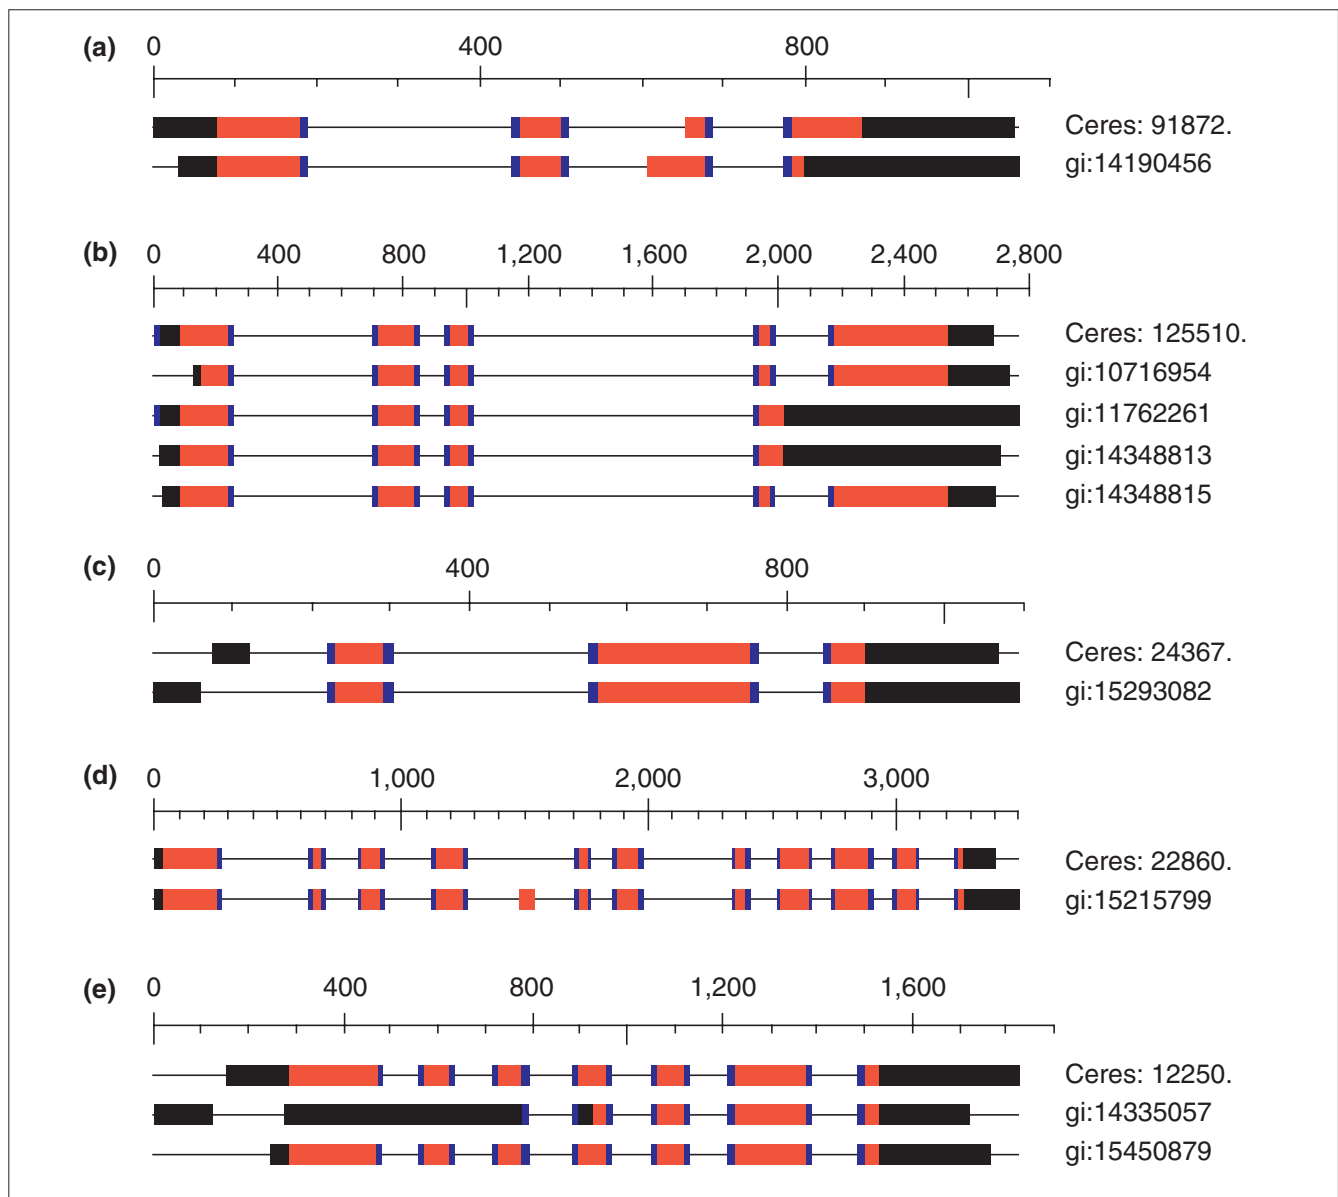 (a) 0 400 800
Ceres: 91872.
gi:14190456
(b) 0 400 800 1,200 1,600 2,000 2,400 2,800
Ceres: 125510.
gi:10716954
gi:11762261
gi:14348813
gi:14348815
(c) 0 400 800
Ceres: 24367.
gi:15293082
(d) 0 1,000 2,000 3,000
Ceres: 22860.
gi:15215799
(e) 0 400 800 1,200 1,600
Ceres: 12250.
gi:14335057
gi:15450879